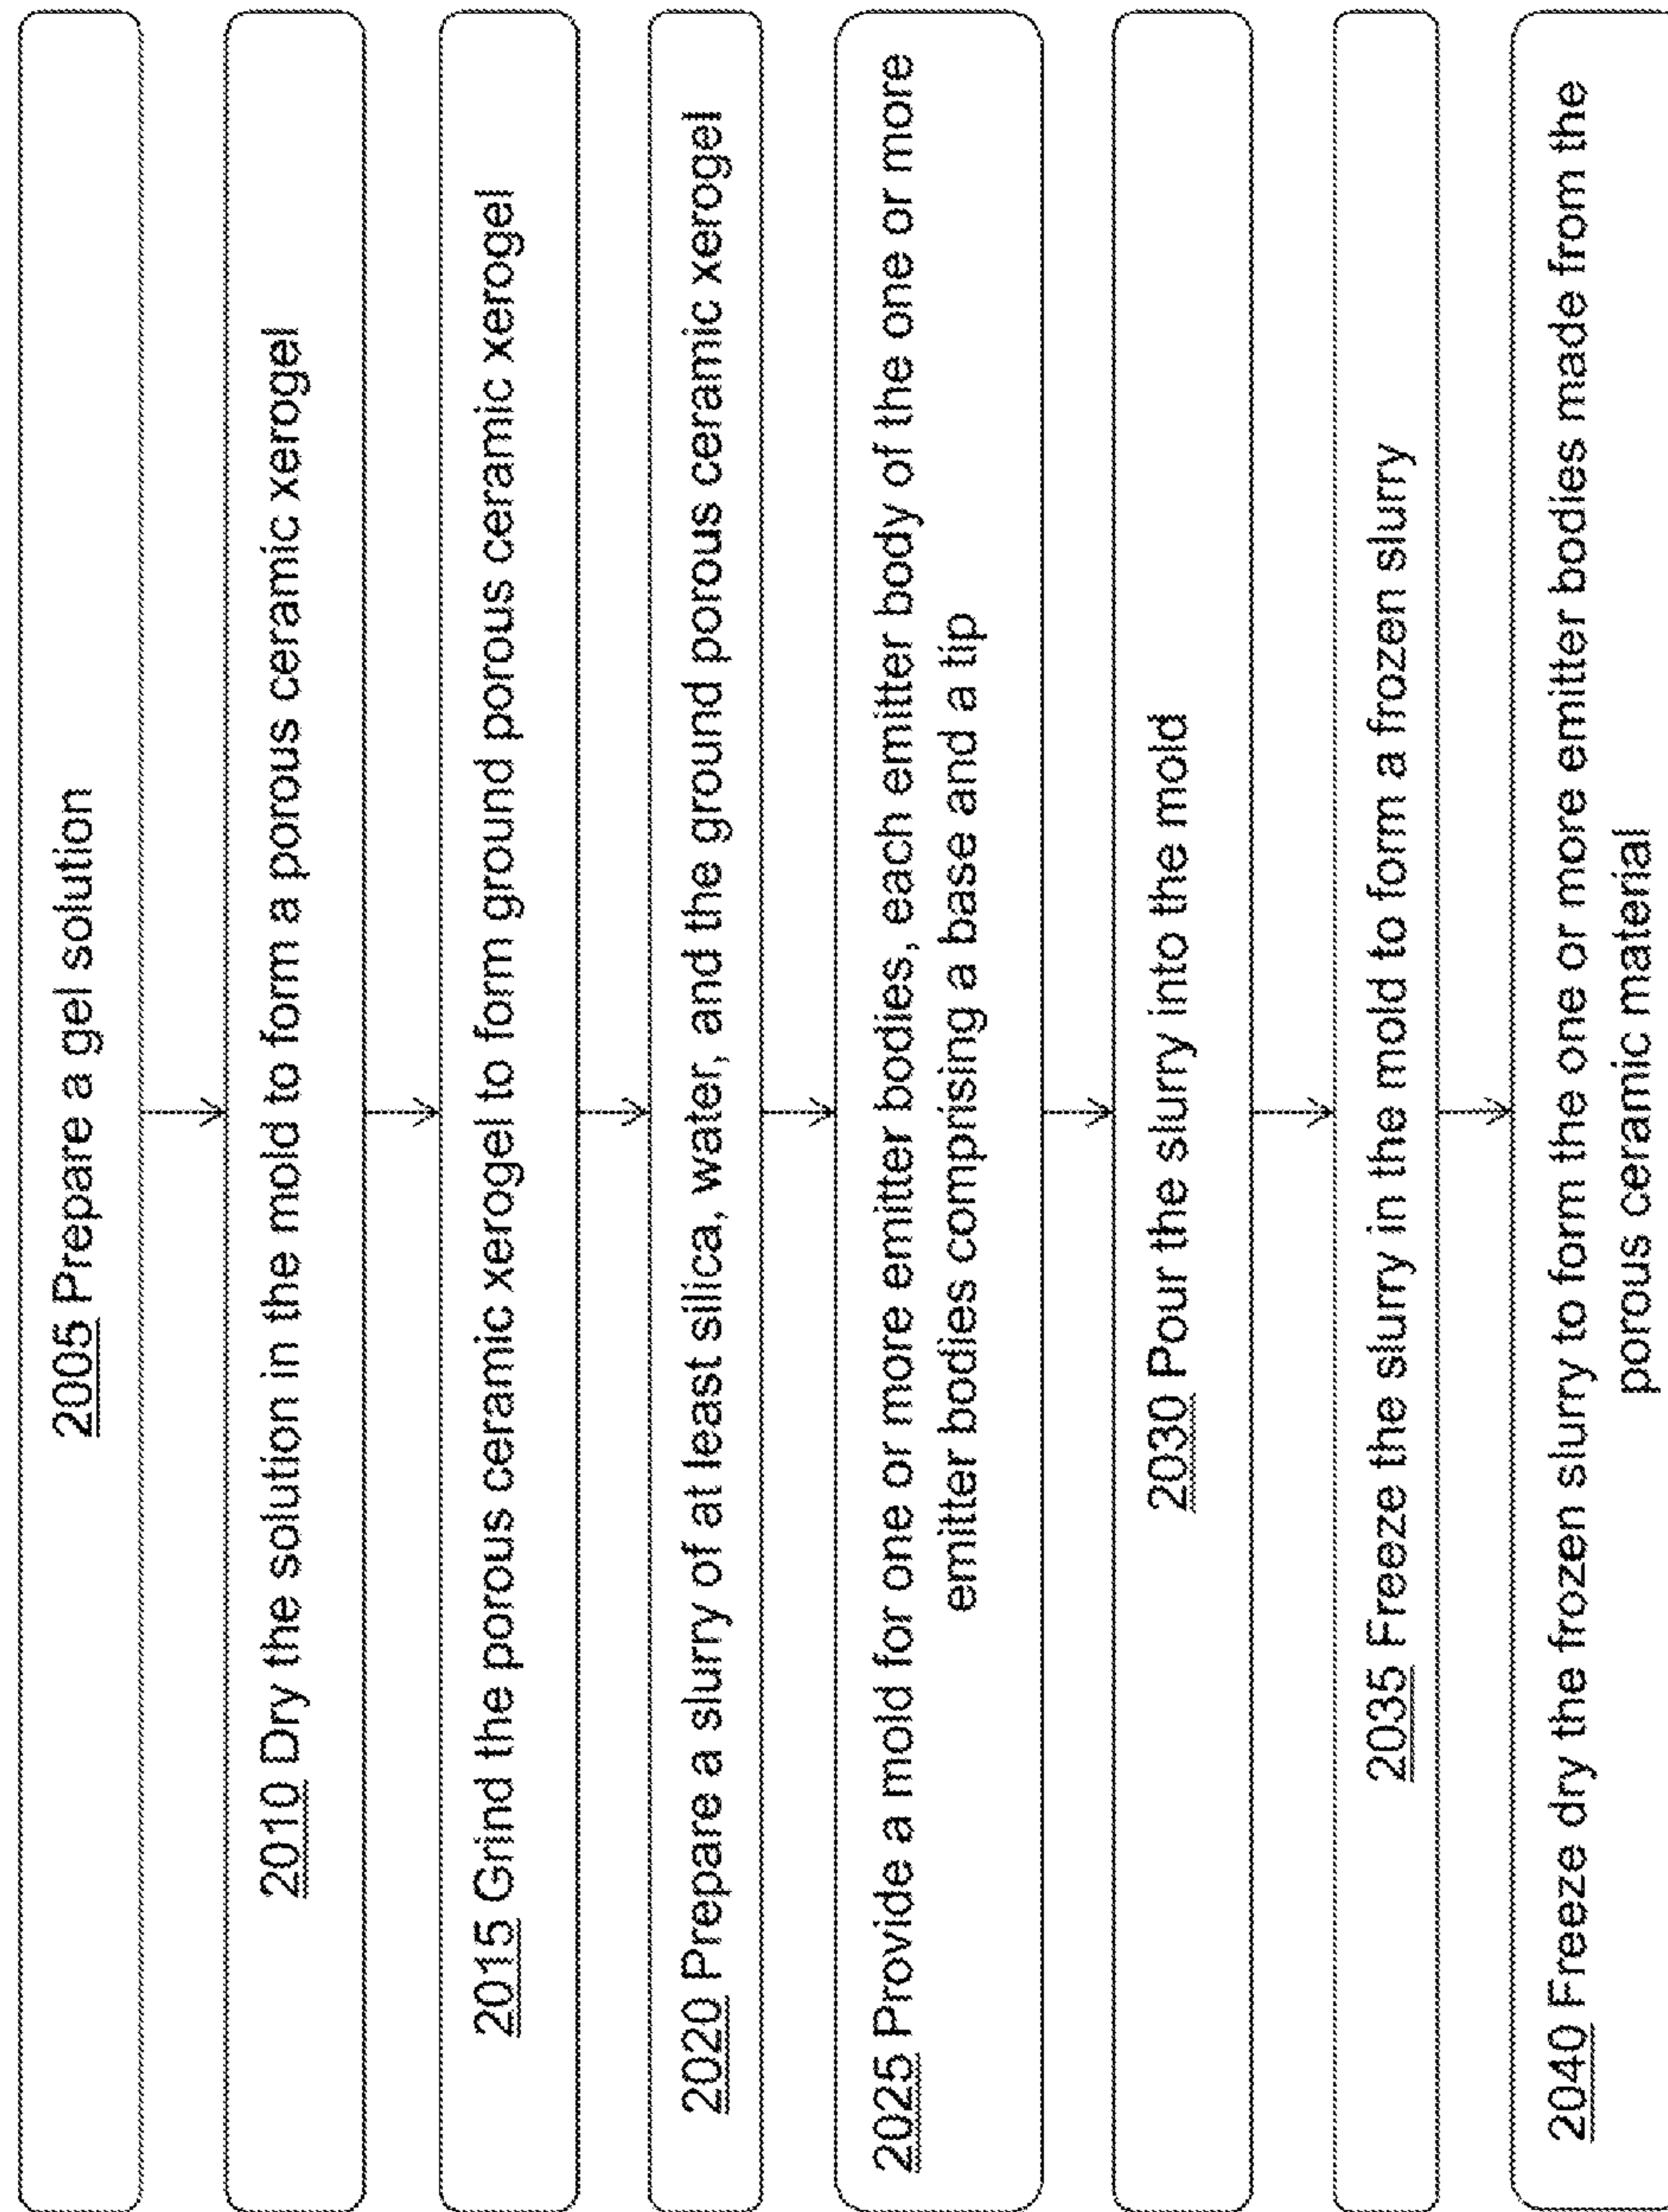 2005 Prepare a gel solution
2010 Dry the solution in the mold to form a porous ceramic xerogel
2015 Grind the porous ceramic xerogel to form ground porous ceramic xerogel
2020 Prepare a slurry of at least silica, water, and the ground porous ceramic xerogel
2025 Provide a mold for one or more emitter bodies, each emitter body of the one or more
emitter bodies comprising a base and a tip
2030 Pour the slurry into the mold
2035 Freeze the slurry in the mold to form a frozen slurry
2040 Freeze dry the frozen slurry to form the one or more emitter bodies made from the
porous ceramic material